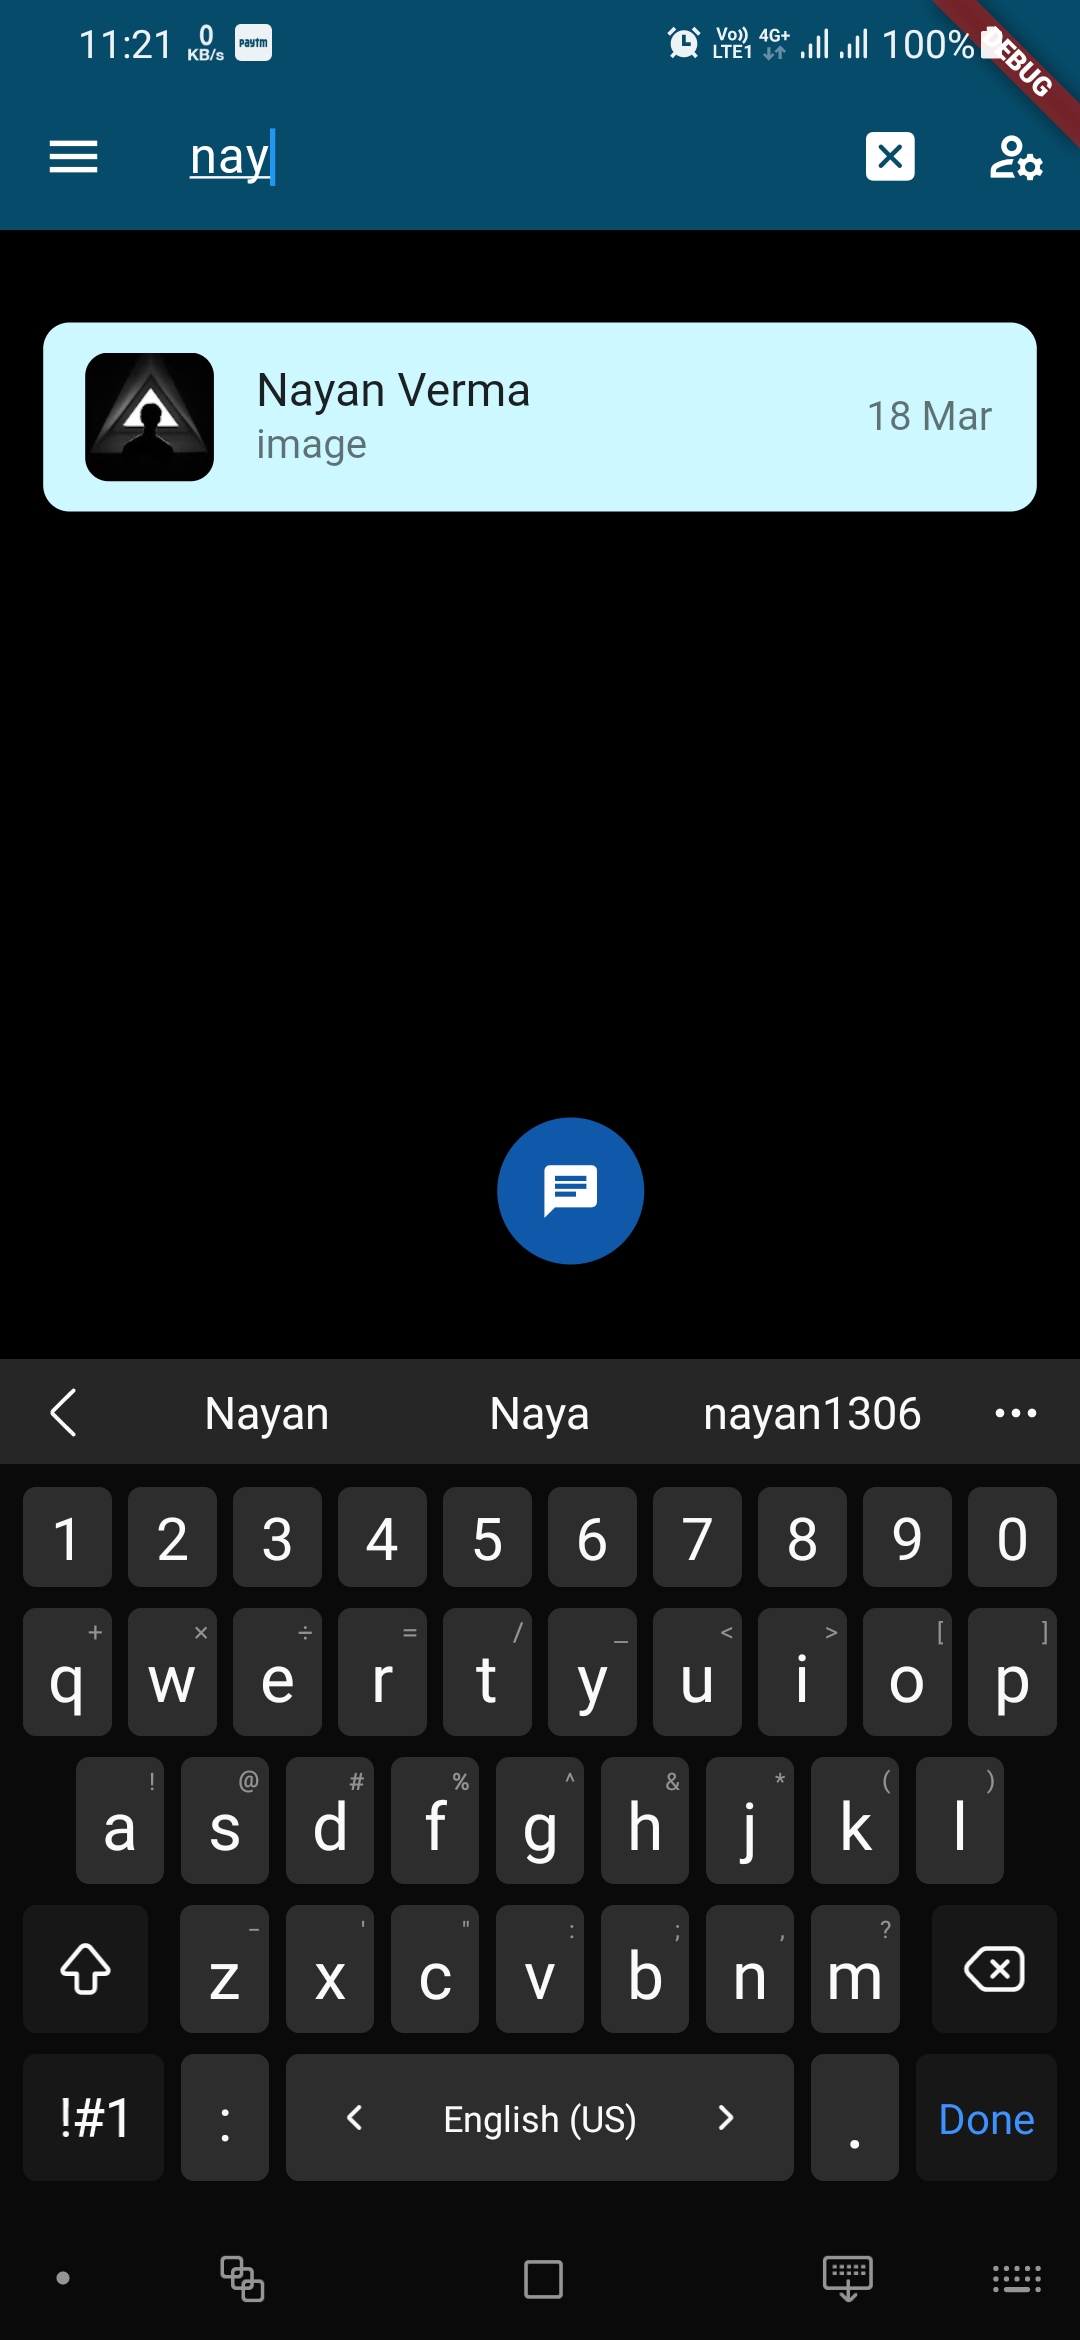 11:21 0 KB/s paytm Vo)) LTE1 4G+ 100%
DEBUG
nay
Nayan Verma
image
18 Mar
Nayan Naya nayan1306 ...
1 2 3 4 5 6 7 8 9 0
+ × ÷ = / _ < > [ ]
q w e r t y u i o p
! @ # % ^ & * ( )
a s d f g h j k l
- ' " : ; , ?
z x c v b n m
!#1 : < English (US) > . Done